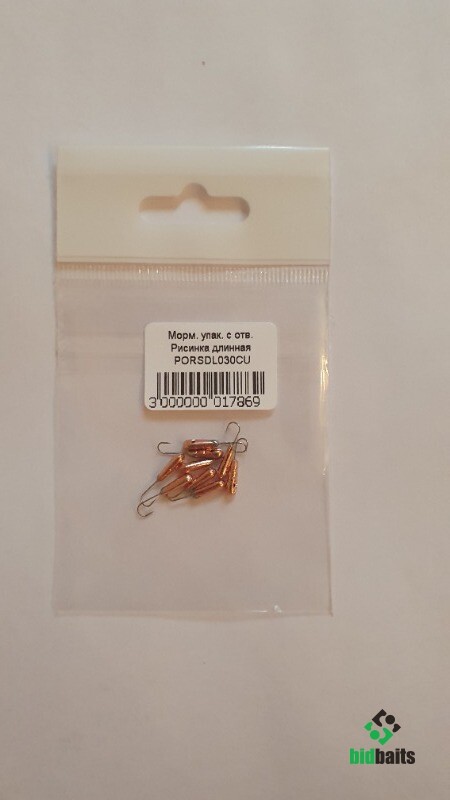 Морм. упак. с отв.
Рисинка длинная
PORSDL030CU
3 000000 017869
bidbaits